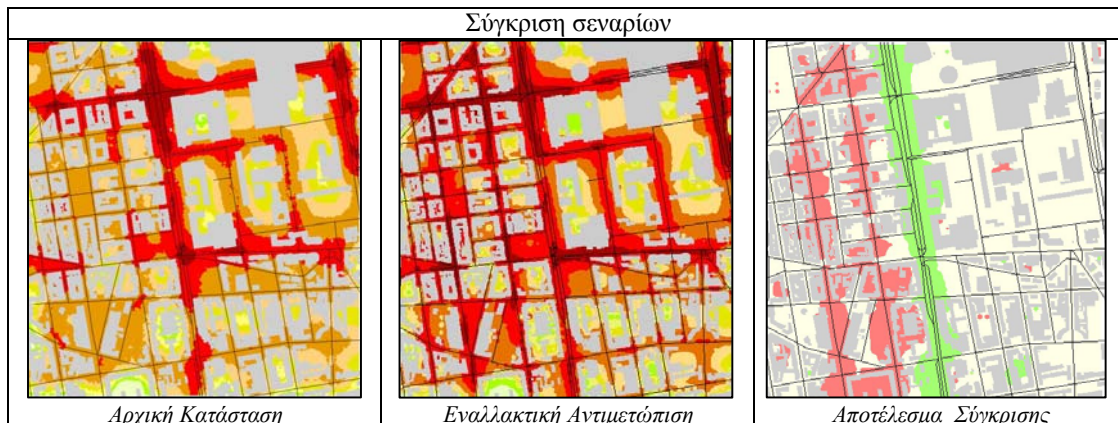 Σύγκριση σεναρίων
Αρχική Κατάσταση
Εναλλακτική Αντιμετώπιση
Αποτέλεσμα Σύγκρισης